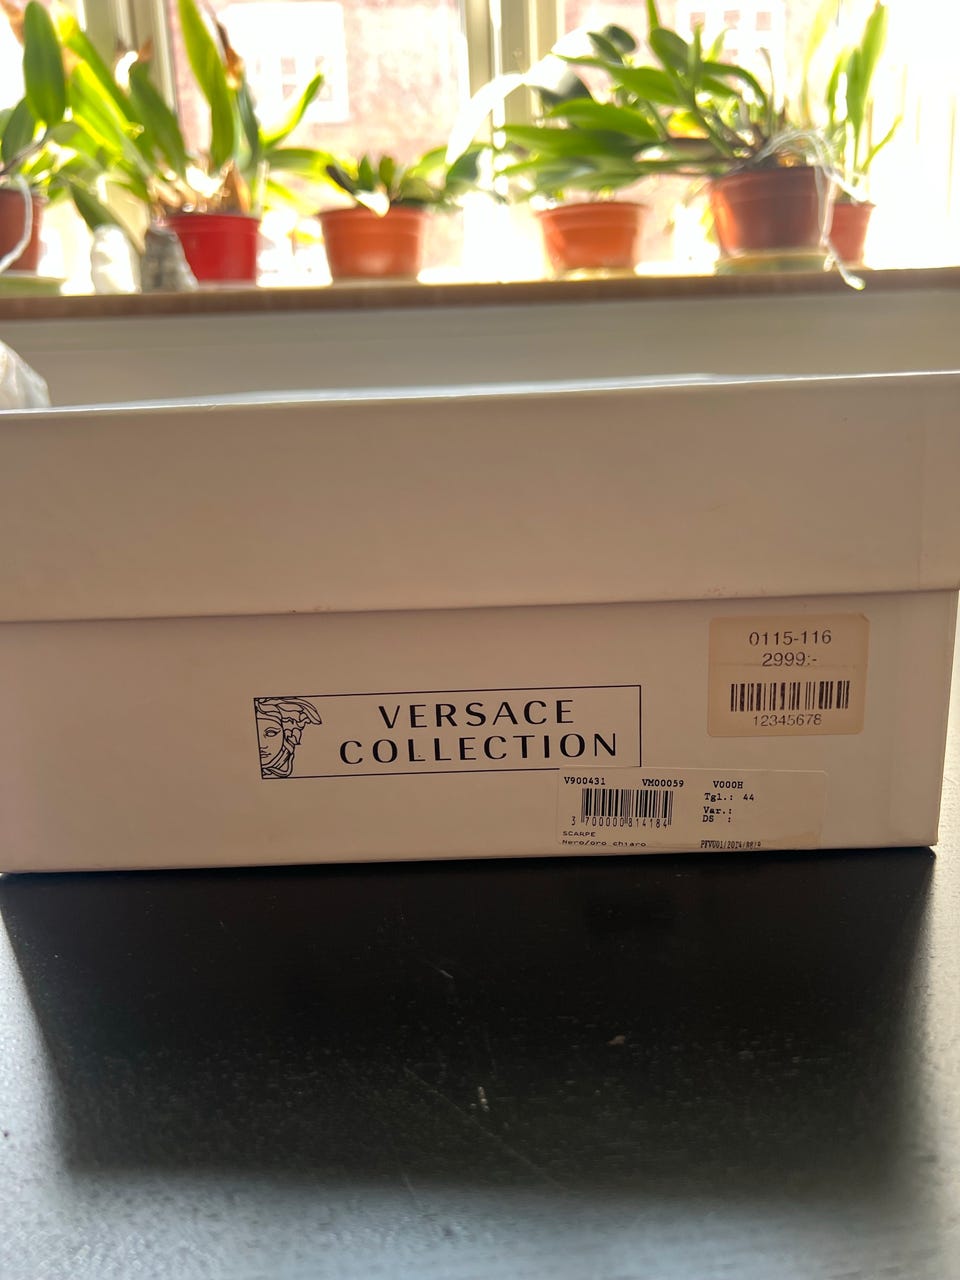 0115-116
2999:-
12345678
VERSACE
COLLECTION
V900431 VM00059 V000H
Tgl.: 44
Var.:
DS :
3 700000 814184
SCARPE
Nero/oro chiaro